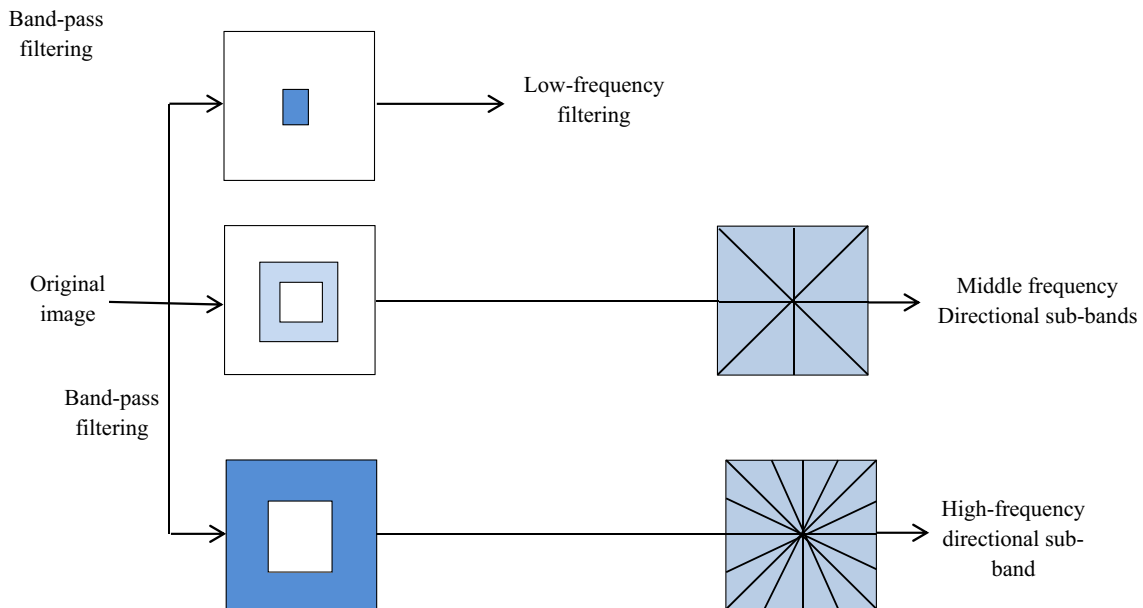 Band-pass
filtering
Low-frequency
filtering
Original
image
Middle frequency
Directional sub-bands
Band-pass
filtering
High-frequency
directional sub-
band